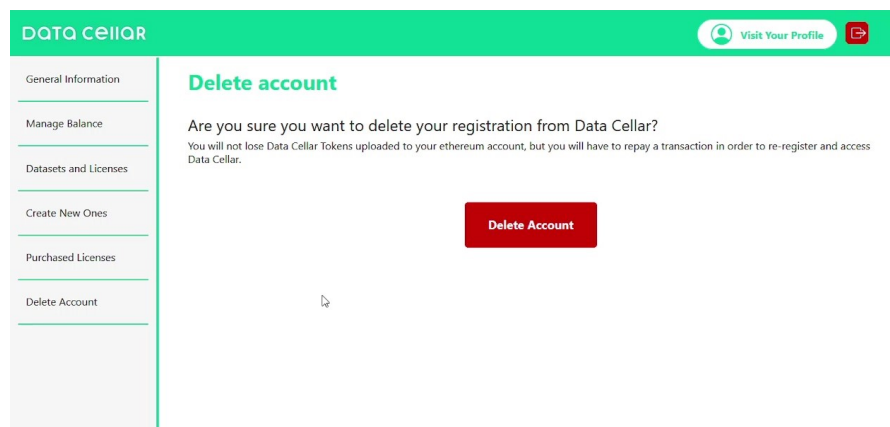 DATA CELLAR
Visit Your Profile
General Information
Manage Balance
Datasets and Licenses
Create New Ones
Purchased Licenses
Delete Account
Delete account
Are you sure you want to delete your registration from Data Cellar?
You will not lose Data Cellar Tokens uploaded to your ethereum account, but you will have to repay a transaction in order to re-register and access
Data Cellar.
Delete Account